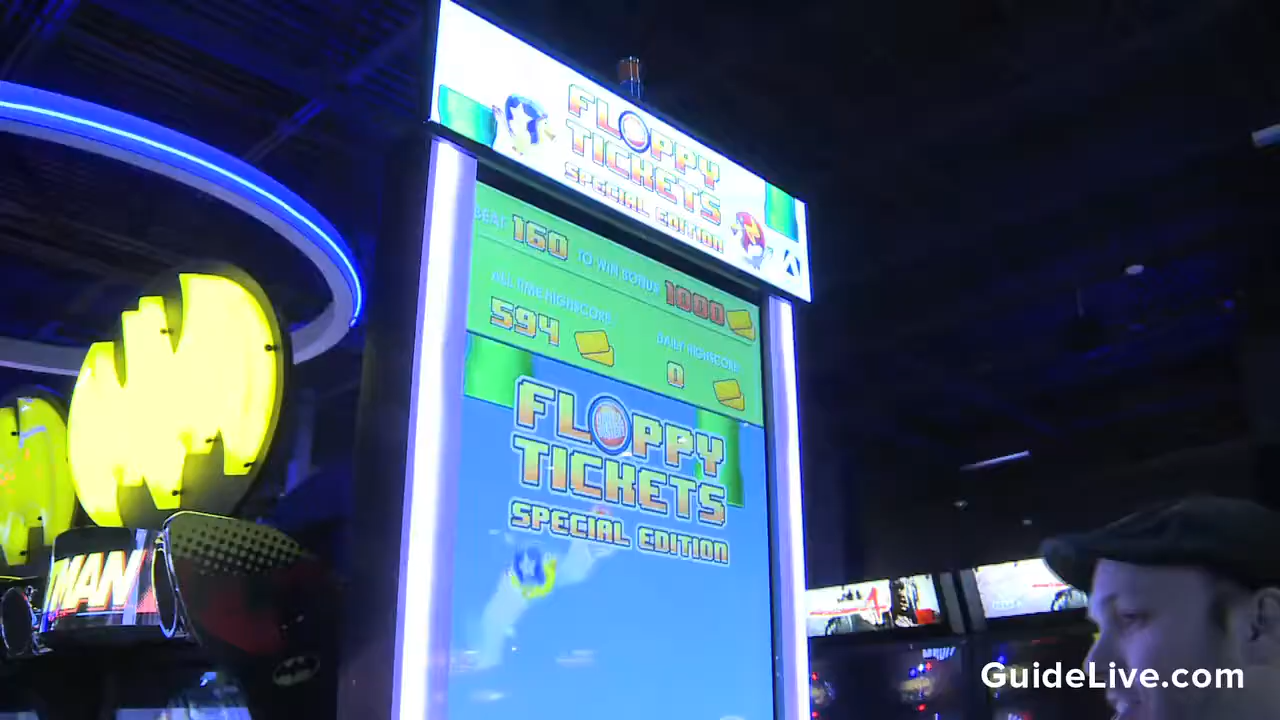 FLOPPY
TICKETS
SPECIAL EDITION
BEAT 160 TO WIN BONUS 1000
ALL TIME HIGHSCORE:
594
DAILY HIGHSCORE:
0
FLOPPY
TICKETS
SPECIAL EDITION
TMAN
GuideLive.com